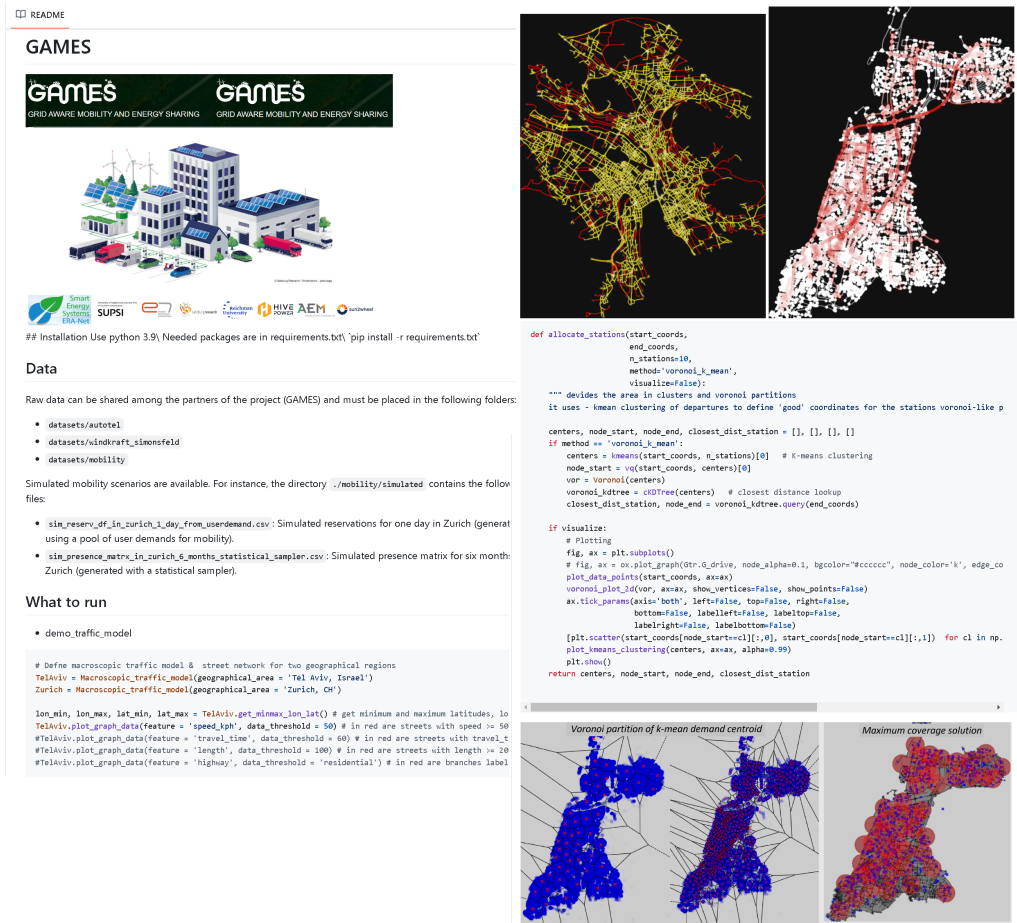 README
GAMES
GAMES GAMES
GRID AWARE MOBILITY AND ENERGY SHARING GRID AWARE MOBILITY AND ENERGY SHARING
Smart
Energy
Systems
ERA-Net
SUPSI
Reichman
University
HIVE
POWER
AEM
sun2wheel
## Installation Use python 3.9\ Needed packages are in requirements.txt\ `pip install -r requirements.txt`
Data
Raw data can be shared among the partners of the project (GAMES) and must be placed in the following folders:
• datasets/autotel
• datasets/windkraft_simonsfeld
• datasets/mobility
Simulated mobility scenarios are available. For instance, the directory ./mobility/simulated contains the follow
files:
• sim_reserv_df_in_zurich_1_day_from_userdemand.csv: Simulated reservations for one day in Zurich (generat
using a pool of user demands for mobility).
• sim_presence_matrx_in_zurich_6_months_statistical_sampler.csv: Simulated presence matrix for six months
Zurich (generated with a statistical sampler).
What to run
• demo_traffic_model
# Defne macroscopic traffic model & street network for two geographical regions
TelAviv = Macroscopic_traffic_model(geographical_area = 'Tel Aviv, Israel')
Zurich = Macroscopic_traffic_model(geographical_area = 'Zurich, CH')
lon_min, lon_max, lat_min, lat_max = TelAviv.get_minmax_lon_lat() # get minimum and maximum latitudes, lo
TelAviv.plot_graph_data(feature = 'speed_kph', data_threshold = 50) # in red are streets with speed >= 50
#TelAviv.plot_graph_data(feature = 'travel_time', data_threshold = 60) # in red are streets with travel_t
#TelAviv.plot_graph_data(feature = 'length', data_threshold = 100) # in red are streets with length >= 20
#TelAviv.plot_graph_data(feature = 'highway', data_threshold = 'residential') # in red are branches label
def allocate_stations(start_coords,
end_coords,
n_stations=10,
method='voronoi_k_mean',
visualize=False):
""" devides the area in clusters and voronoi partitions
it uses - kmean clustering of departures to define 'good' coordinates for the stations voronoi-like p
centers, node_start, node_end, closest_dist_station = [], [], [], []
if method == 'voronoi_k_mean':
centers = kmeans(start_coords, n_stations)[0] # K-means clustering
node_start = vq(start_coords, centers)[0]
vor = Voronoi(centers)
voronoi_kdtree = cKDTree(centers) # closest distance lookup
closest_dist_station, node_end = voronoi_kdtree.query(end_coords)
if visualize:
# Plotting
fig, ax = plt.subplots()
# fig, ax = ox.plot_graph(Gtr.G_drive, node_alpha=0.1, bgcolor="#cccccc", node_color='k', edge_co
plot_data_points(start_coords, ax=ax)
voronoi_plot_2d(vor, ax=ax, show_vertices=False, show_points=False)
ax.tick_params(axis='both', left=False, top=False, right=False,
bottom=False, labelleft=False, labeltop=False,
labelright=False, labelbottom=False)
[plt.scatter(start_coords[node_start==cl][:,0], start_coords[node_start==cl][:,1]) for cl in np.
plot_kmeans_clustering(centers, ax=ax, alpha=0.99)
plt.show()
return centers, node_start, node_end, closest_dist_station
Voronoi partition of k-mean demand centroid
Maximum coverage solution